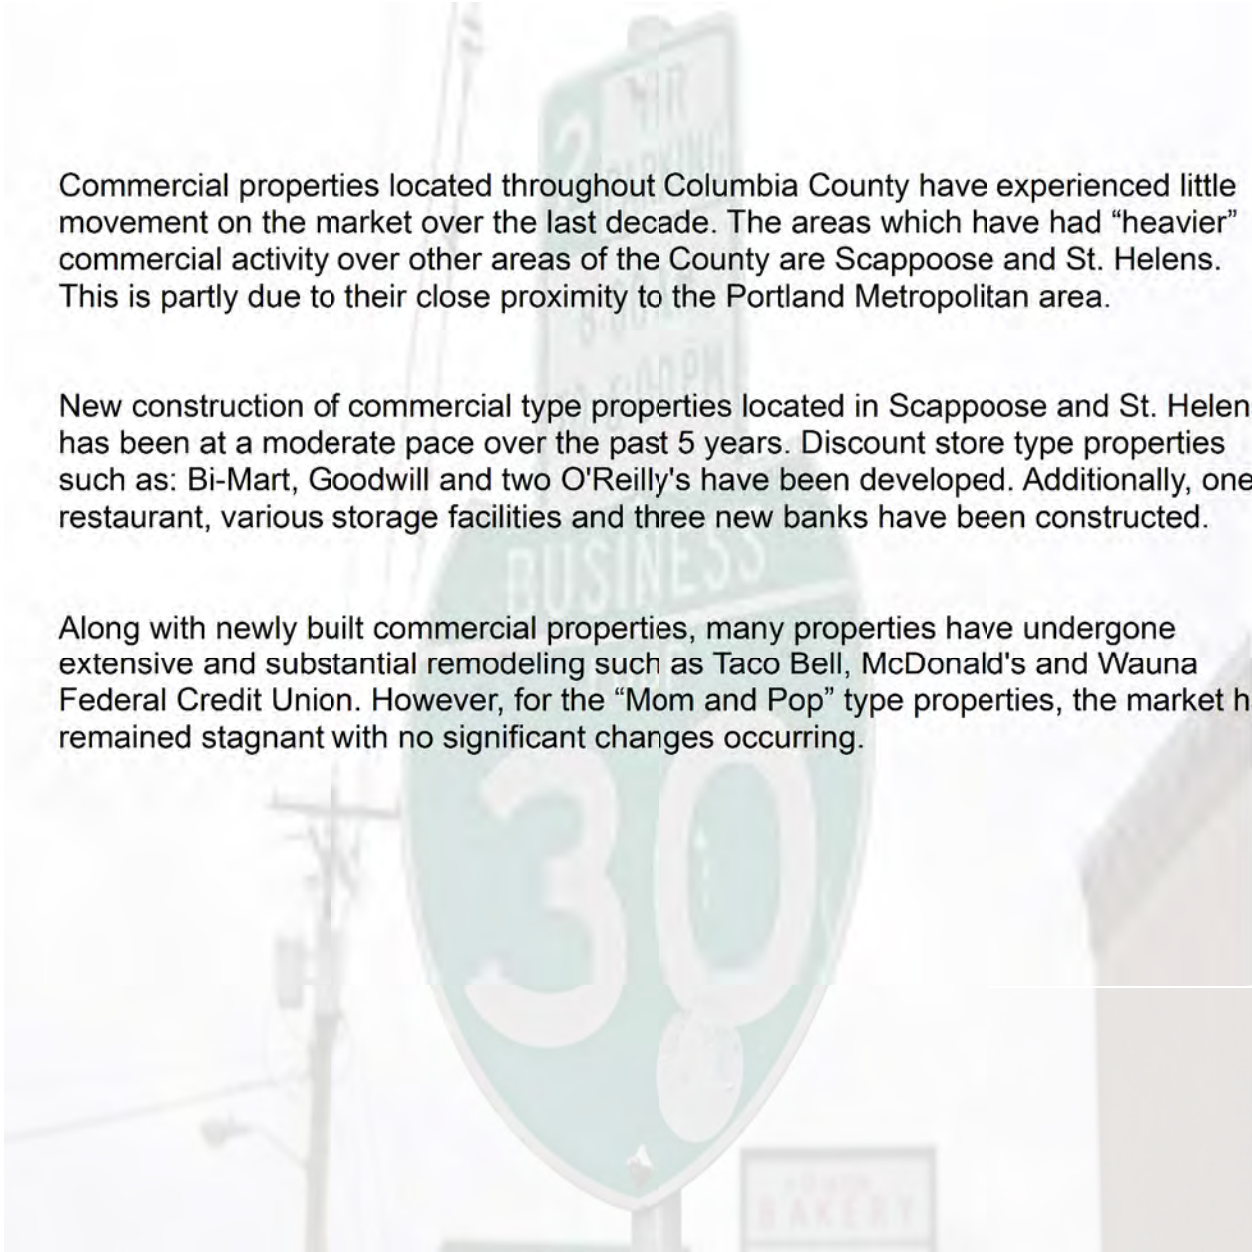 2 HR
PARKING
Commercial properties located throughout Columbia County have experienced little
movement on the market over the last decade. The areas which have had “heavier”
commercial activity over other areas of the County are Scappoose and St. Helens.
This is partly due to their close proximity to the Portland Metropolitan area.
New construction of commercial type properties located in Scappoose and St. Helen
has been at a moderate pace over the past 5 years. Discount store type properties
such as: Bi-Mart, Goodwill and two O'Reilly's have been developed. Additionally, one
restaurant, various storage facilities and three new banks have been constructed.
BUSINESS
Along with newly built commercial properties, many properties have undergone
extensive and substantial remodeling such as Taco Bell, McDonald's and Wauna
Federal Credit Union. However, for the “Mom and Pop” type properties, the market h
remained stagnant with no significant changes occurring.
30
BAKERY